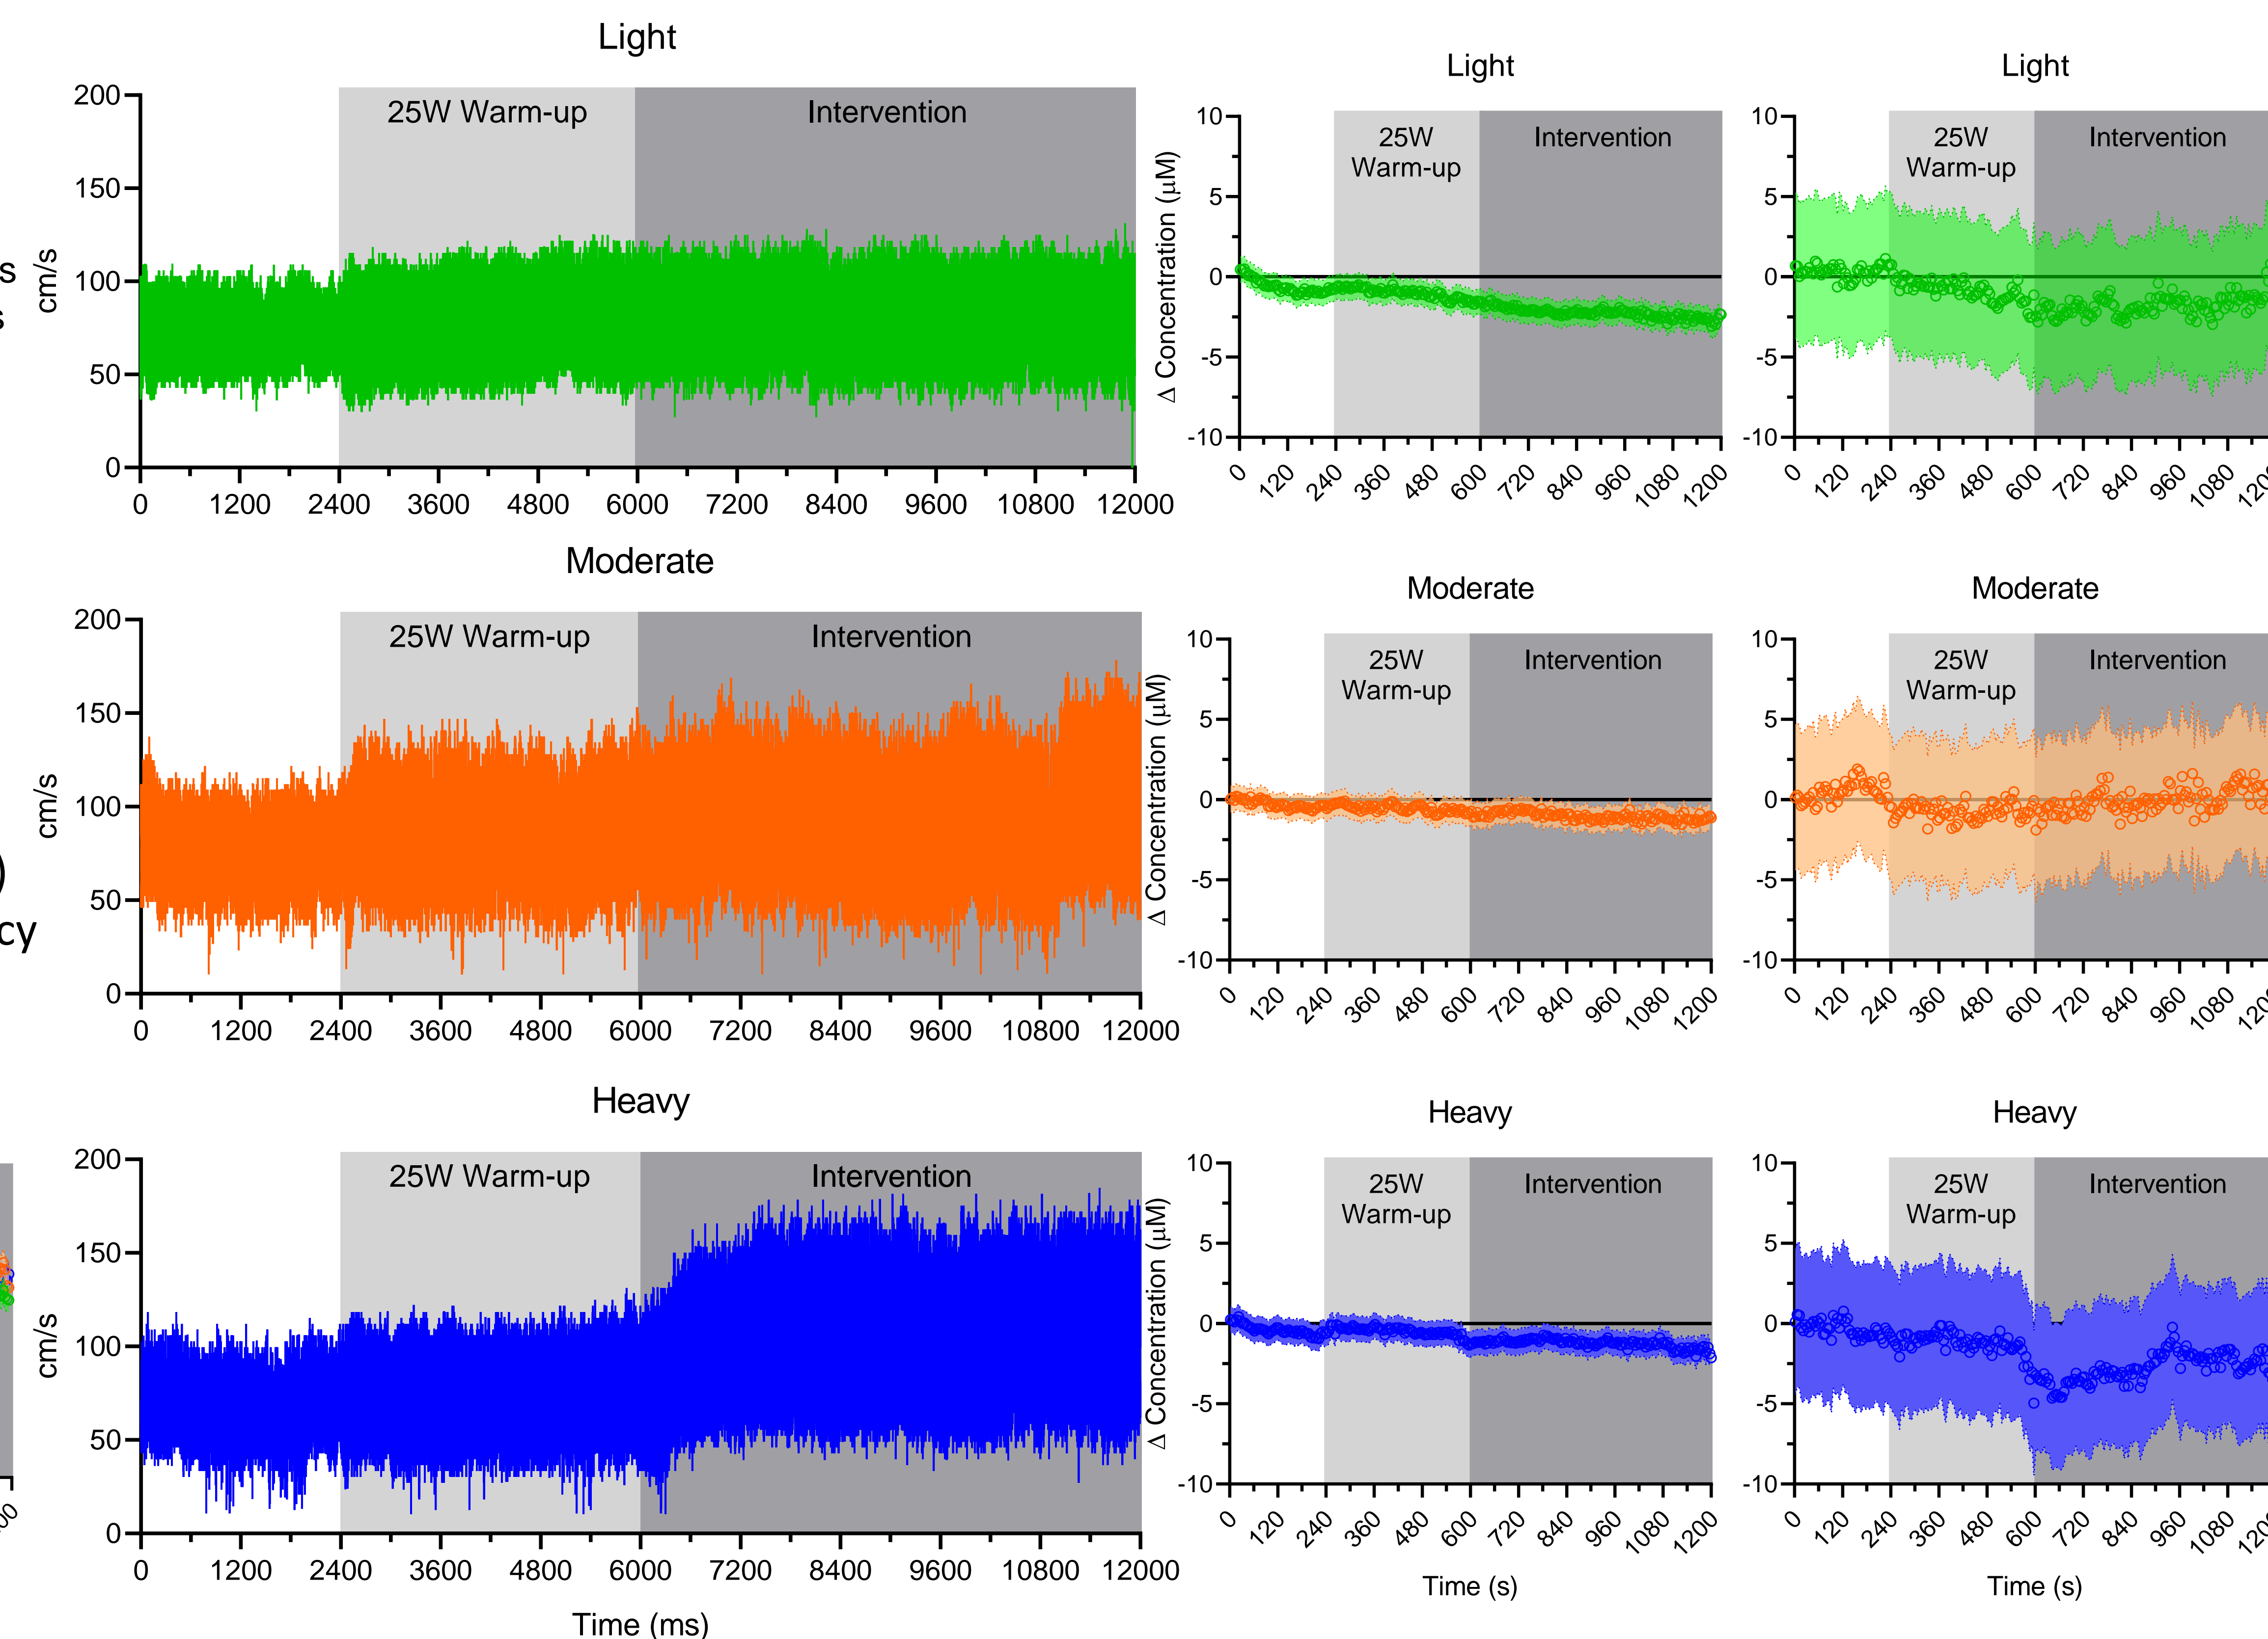 Light
200
150
100
50
0
cm/s
25W Warm-up
Intervention
0 1200 2400 3600 4800 6000 7200 8400 9600 10800 12000
Light
10
5
0
-5
-10
Δ Concentration (μM)
25W
Warm-up
Intervention
0 120 240 360 480 600 720 840 960 1080 1200
Light
10
5
0
-5
-10
25W
Warm-up
Intervention
0 120 240 360 480 600 720 840 960 1080
s
s
Moderate
200
150
100
50
0
cm/s
25W Warm-up
Intervention
0 1200 2400 3600 4800 6000 7200 8400 9600 10800 12000
Moderate
10
5
0
-5
-10
Δ Concentration (μM)
25W
Warm-up
Intervention
0 120 240 360 480 600 720 840 960 1080 1200
Moderate
10
5
0
-5
-10
25W
Warm-up
Intervention
0 120 240 360 480 600 720 840 960 1080
)
cy
Heavy
200
150
100
50
0
cm/s
25W Warm-up
Intervention
0 1200 2400 3600 4800 6000 7200 8400 9600 10800 12000
Time (ms)
Heavy
10
5
0
-5
-10
Δ Concentration (μM)
25W
Warm-up
Intervention
0 120 240 360 480 600 720 840 960 1080 1200
Time (s)
Heavy
10
5
0
-5
-10
25W
Warm-up
Intervention
0 120 240 360 480 600 720 840 960 1080
Time (s)